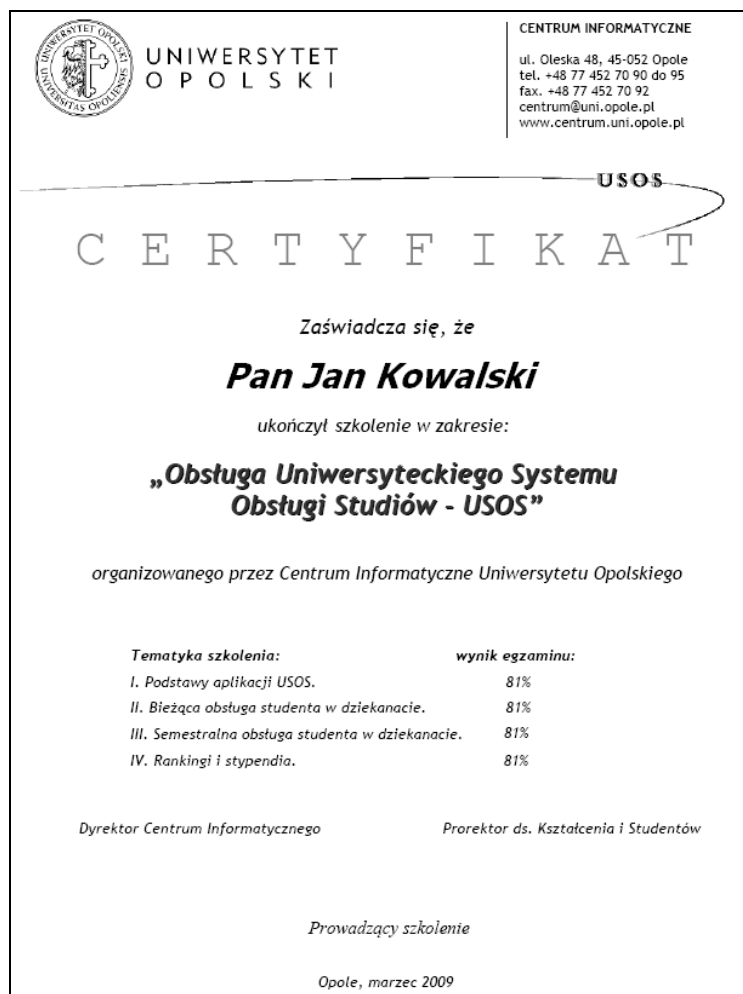 UNIWERSYTET OPOLSKI
UNIVERSITAS OPOLIENSIS
UNIWERSYTET
OPOLSKI
CENTRUM INFORMATYCZNE
ul. Oleska 48, 45-052 Opole
tel. +48 77 452 70 90 do 95
fax. +48 77 452 70 92
centrum@uni.opole.pl
www.centrum.uni.opole.pl
USOS
CERTYFIKAT
Zaświadcza się, że
Pan Jan Kowalski
ukończył szkolenie w zakresie:
„Obsługa Uniwersyteckiego Systemu
Obsługi Studiów - USOS”
organizowanego przez Centrum Informatyczne Uniwersytetu Opolskiego
Tematyka szkolenia: wynik egzaminu:
I. Podstawy aplikacji USOS. 81%
II. Bieżąca obsługa studenta w dziekanacie. 81%
III. Semestralna obsługa studenta w dziekanacie. 81%
IV. Rankingi i stypendia. 81%
Dyrektor Centrum Informatycznego Prorektor ds. Kształcenia i Studentów
Prowadzący szkolenie
Opole, marzec 2009